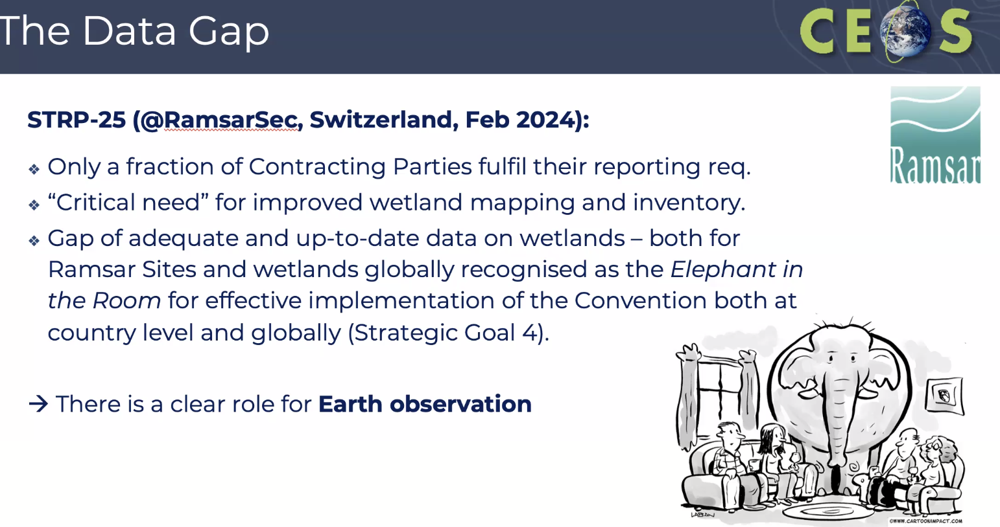 The Data Gap
CEOS
STRP-25 (@RamsarSec, Switzerland, Feb 2024):
❖ Only a fraction of Contracting Parties fulfil their reporting req.
❖ “Critical need” for improved wetland mapping and inventory.
❖ Gap of adequate and up-to-date data on wetlands – both for
Ramsar Sites and wetlands globally recognised as the Elephant in
the Room for effective implementation of the Convention both at
country level and globally (Strategic Goal 4).
→ There is a clear role for Earth observation
Ramsar
LABAN
©WWW.CARTOONIMPACT.COM